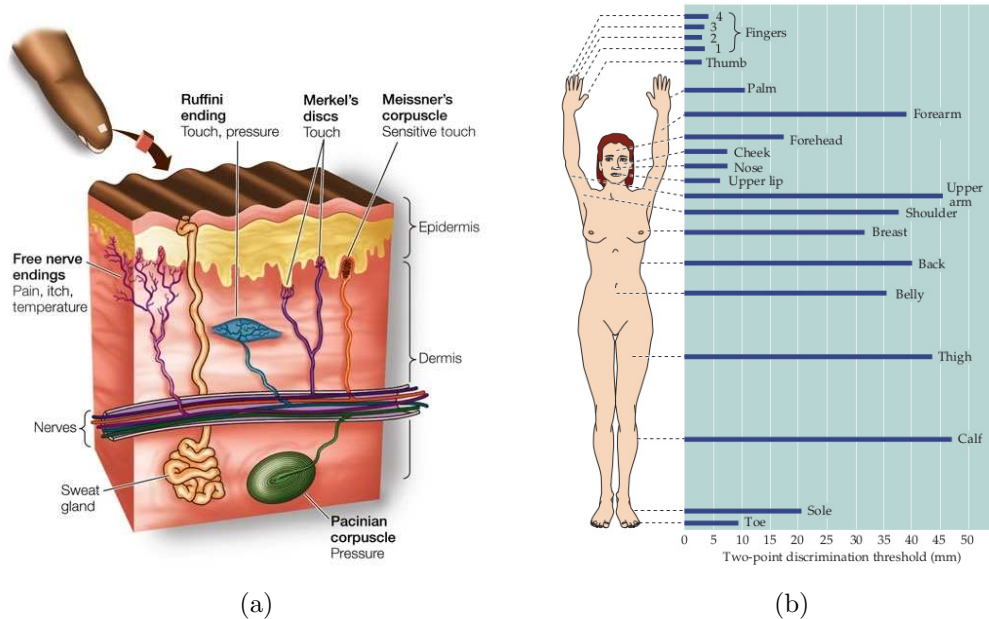 Ruffini
ending
Touch, pressure
Merkel's
discs
Touch
Meissner's
corpuscle
Sensitive touch
Epidermis
Free nerve
endings
Pain, itch,
temperature
Dermis
Nerves
Sweat
gland
Pacinian
corpuscle
Pressure
(a)
4
3
2
1
Fingers
Thumb
Palm
Forearm
Forehead
Cheek
Nose
Upper lip
Upper
arm
Shoulder
Breast
Back
Belly
Thigh
Calf
Sole
Toe
0 5 10 15 20 25 30 35 40 45 50
Two-point discrimination threshold (mm)
(b)